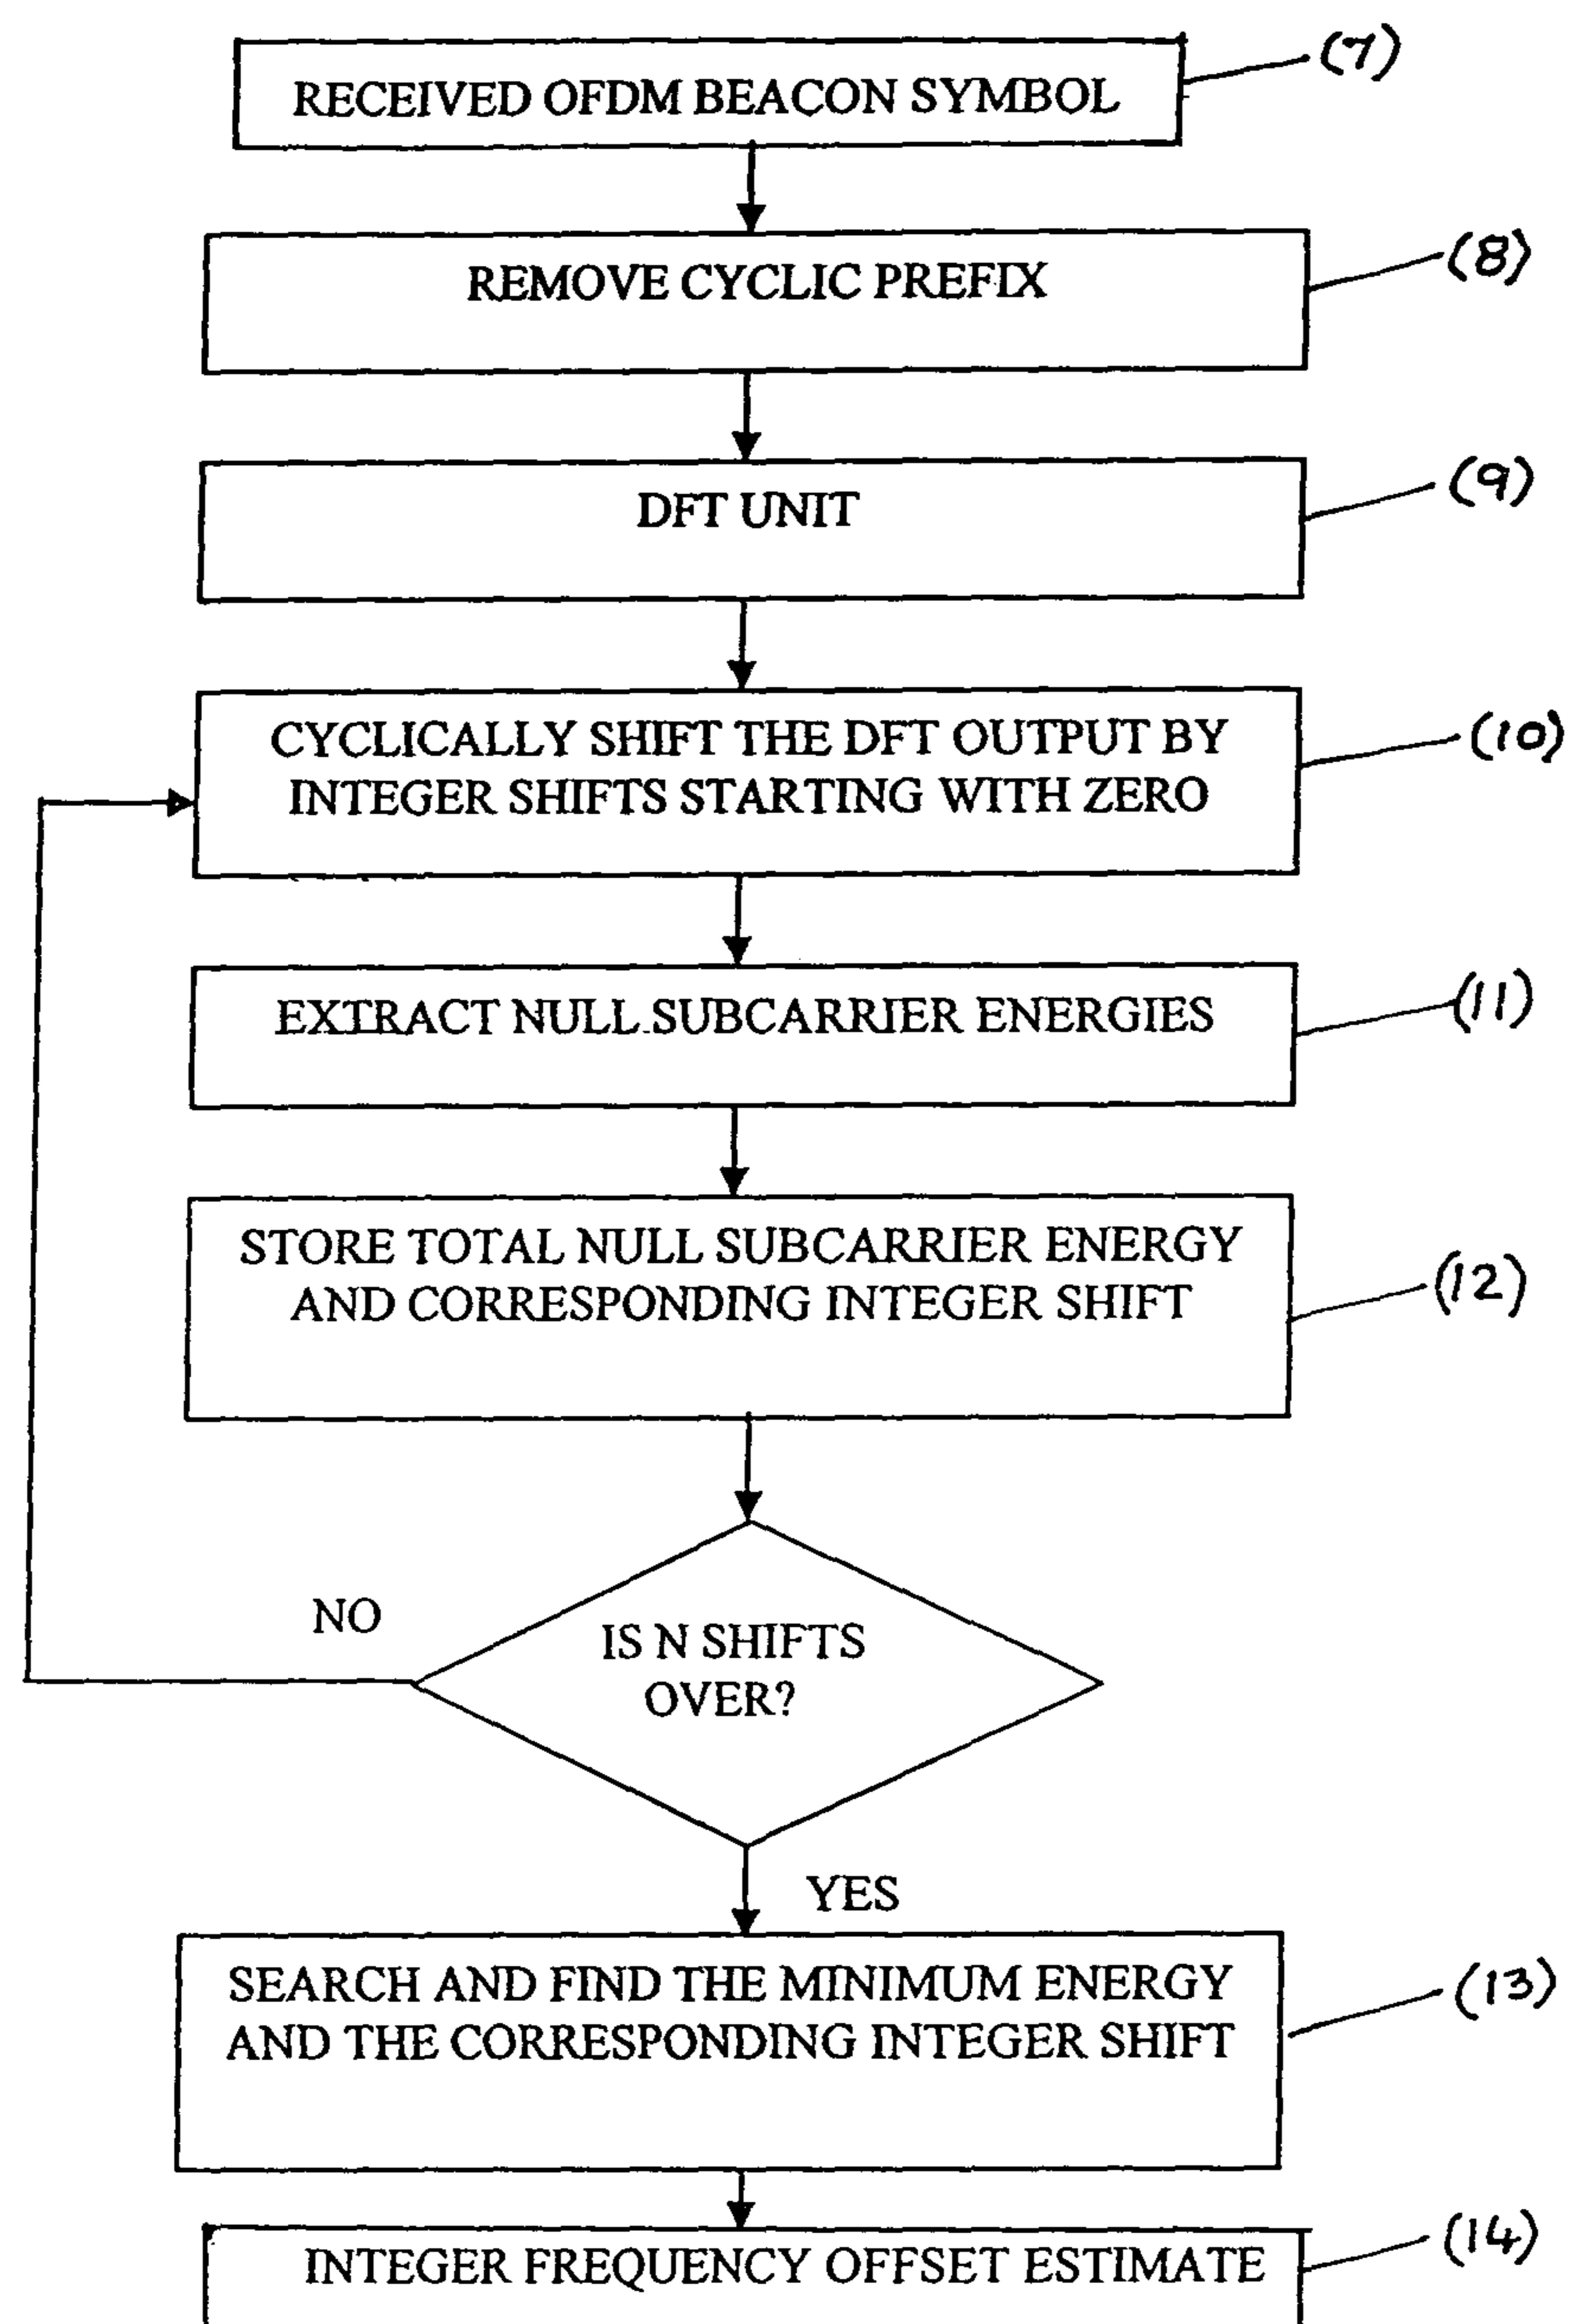 RECEIVED OFDM BEACON SYMBOL
(7)
REMOVE CYCLIC PREFIX
(8)
DFT UNIT
(9)
CYCLICALLY SHIFT THE DFT OUTPUT BY
INTEGER SHIFTS STARTING WITH ZERO
(10)
EXTRACT NULL SUBCARRIER ENERGIES
(11)
STORE TOTAL NULL SUBCARRIER ENERGY
AND CORRESPONDING INTEGER SHIFT
(12)
NO
IS N SHIFTS
OVER?
YES
SEARCH AND FIND THE MINIMUM ENERGY
AND THE CORRESPONDING INTEGER SHIFT
(13)
INTEGER FREQUENCY OFFSET ESTIMATE
(14)